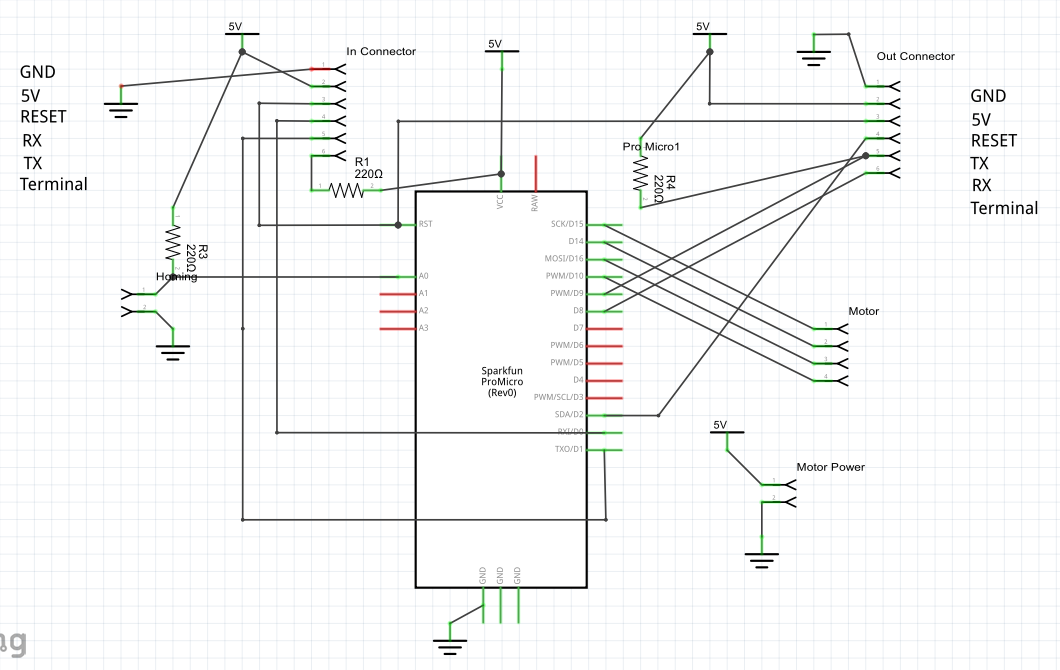 5V
In Connector
GND
5V
RESET
RX
TX
Terminal
1
2
3
4
5
6
R1
220Ω
1
2
5V
5V
Out Connector
GND
5V
RESET
TX
RX
Terminal
1
2
3
4
5
6
Pro Micro1
R4
220Ω
R3
220Ω
1
Homing
1
2
VCC
RAW
RST
A0
A1
A2
A3
SCK/D15
D14
MOSI/D16
PWM/D10
PWM/D9
D8
D7
PWM/D6
PWM/D5
D4
PWM/SCL/D3
SDA/D2
RXI/D0
TXO/D1
Sparkfun
ProMicro
(Rev0)
GND
GND
GND
Motor
1
2
3
4
5V
Motor Power
1
2
g